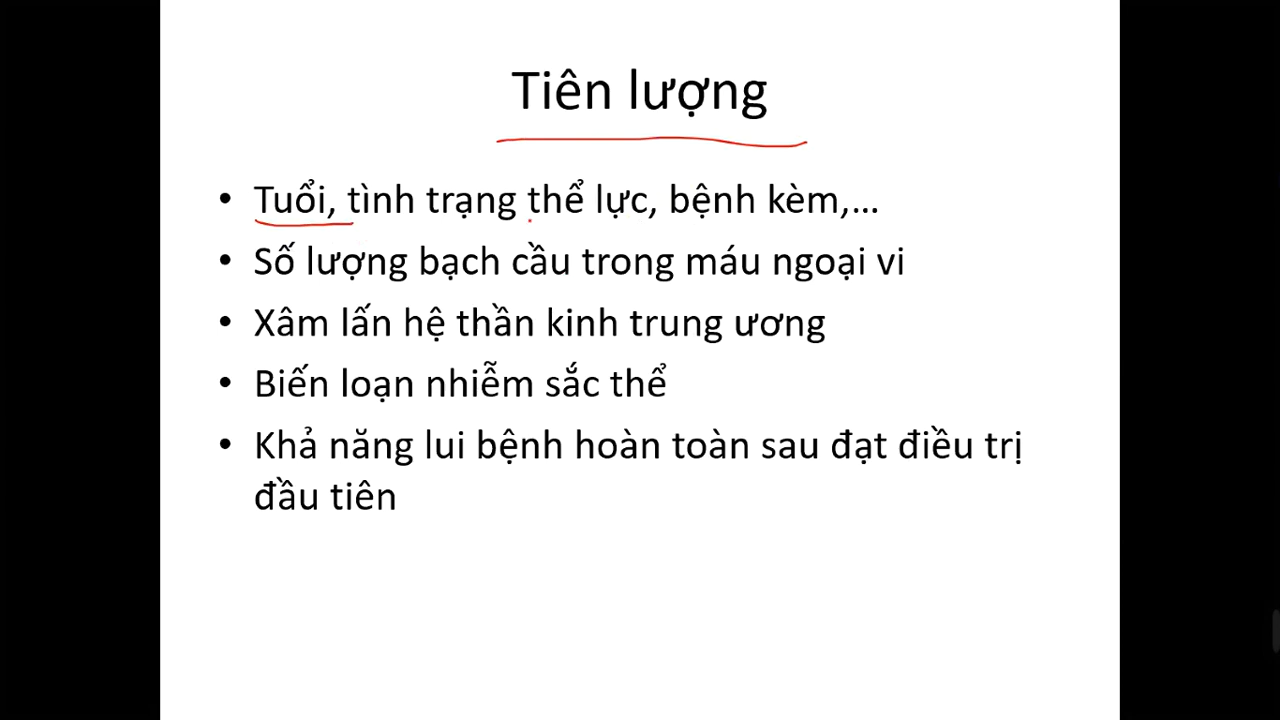 Tiên lượng
• Tuổi, tình trạng thể lực, bệnh kèm,...
• Số lượng bạch cầu trong máu ngoại vi
• Xâm lấn hệ thần kinh trung ương
• Biến loạn nhiễm sắc thể
• Khả năng lui bệnh hoàn toàn sau đạt điều trị
đầu tiên